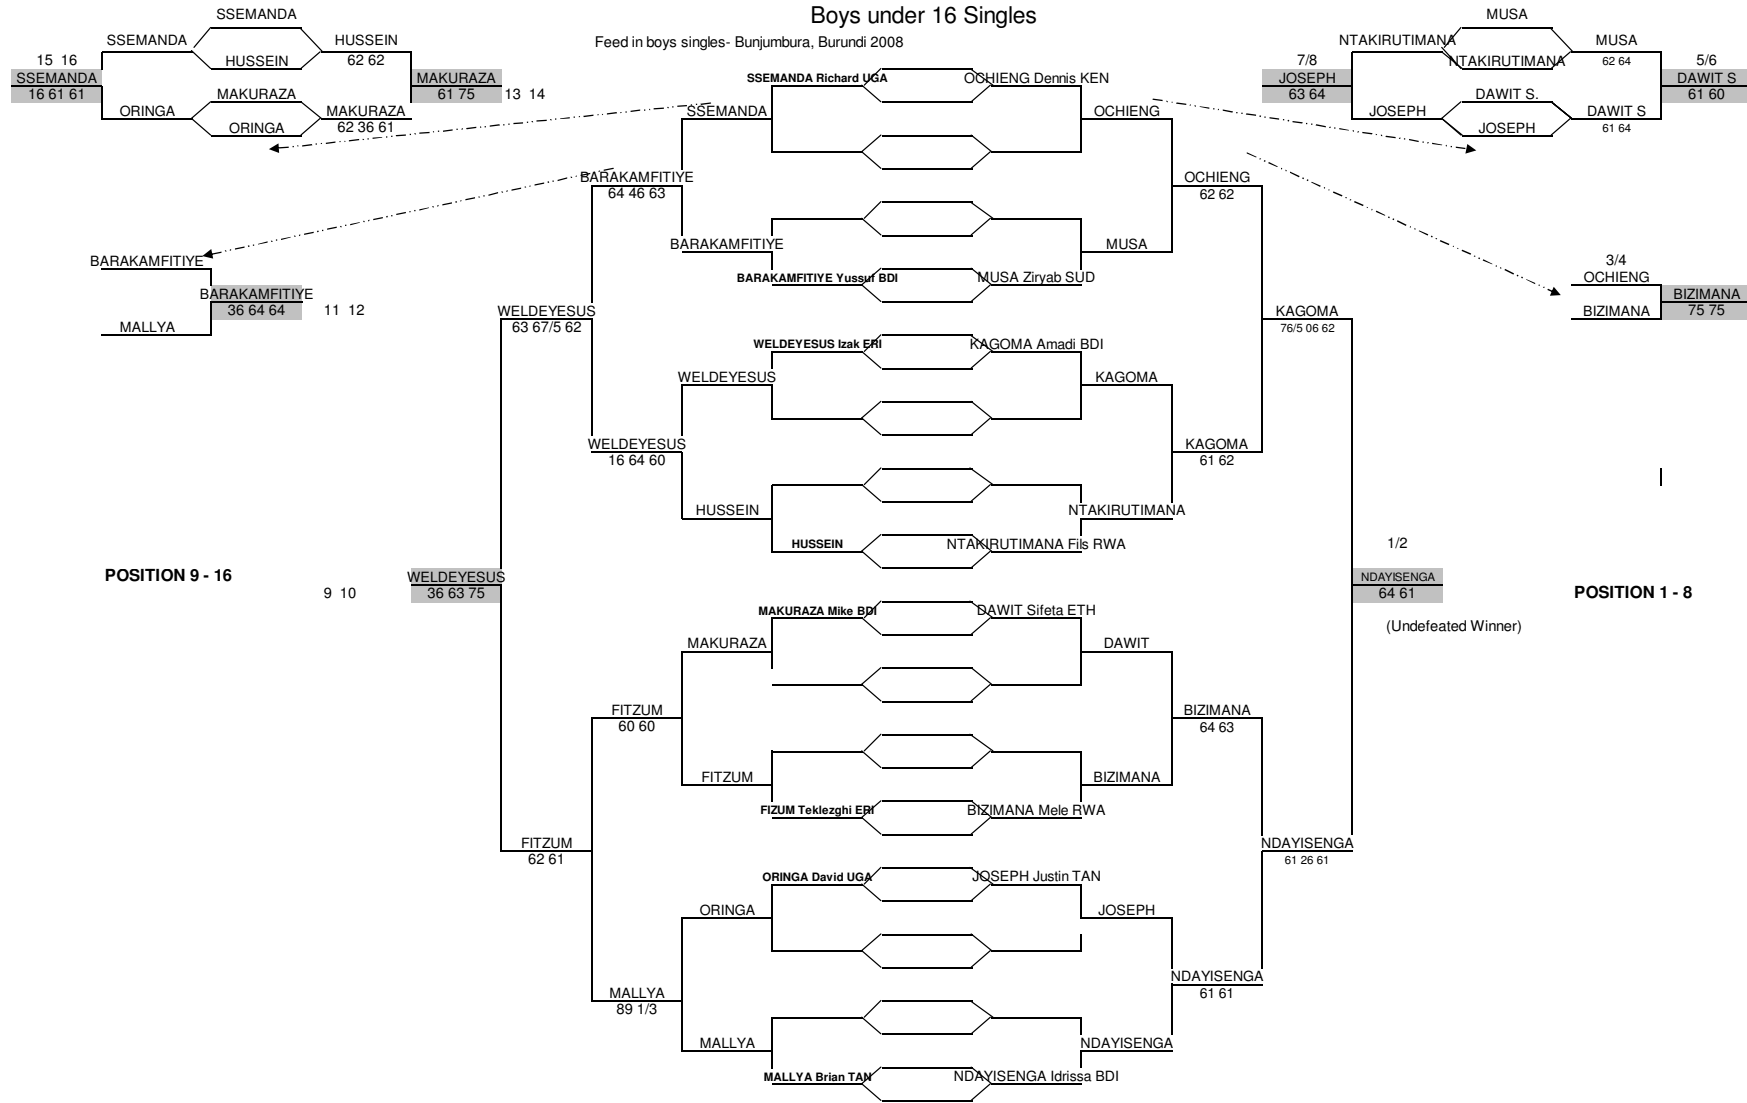 Boys under 16 Singles
Feed in boys singles- Bunjumbura, Burundi 2008
SSEMANDA
SSEMANDA
HUSSEIN
HUSSEIN
62 62
15 16
SSEMANDA
16 61 61
MAKURAZA
61 75
13 14
MAKURAZA
ORINGA
MAKURAZA
62 36 61
ORINGA
BARAKAMFITIYE
BARAKAMFITIYE
36 64 64
11 12
MALLYA
POSITION 9 - 16
9 10
WELDEYESUS
36 63 75
WELDEYESUS
63 67/5 62
FITZUM
62 61
BARAKAMFITIYE
64 46 63
WELDEYESUS
16 64 60
FITZUM
60 60
MALLYA
89 1/3
SSEMANDA
BARAKAMFITIYE
WELDEYESUS
HUSSEIN
MAKURAZA
FITZUM
ORINGA
MALLYA
SSEMANDA Richard UGA
BARAKAMFITIYE Yussuf BDI
WELDEYESUS Izak ERI
HUSSEIN
MAKURAZA Mike BDI
FIZUM Teklezghi ERI
ORINGA David UGA
MALLYA Brian TAN
OCHIENG Dennis KEN
MUSA Ziryab SUD
KAGOMA Amadi BDI
NTAKIRUTIMANA Fils RWA
DAWIT Sifeta ETH
BIZIMANA Mele RWA
JOSEPH Justin TAN
NDAYISENGA Idrissa BDI
OCHIENG
MUSA
KAGOMA
NTAKIRUTIMANA
DAWIT
BIZIMANA
JOSEPH
NDAYISENGA
OCHIENG
62 62
KAGOMA
61 62
BIZIMANA
64 63
NDAYISENGA
61 61
KAGOMA
76/5 06 62
NDAYISENGA
61 26 61
1/2
NDAYISENGA
64 61
(Undefeated Winner)
POSITION 1 - 8
MUSA
NTAKIRUTIMANA
NTAKIRUTIMANA
MUSA
62 64
7/8
JOSEPH
63 64
5/6
DAWIT S
61 60
DAWIT S.
JOSEPH
DAWIT S
61 64
JOSEPH
3/4
OCHIENG
BIZIMANA
75 75
BIZIMANA